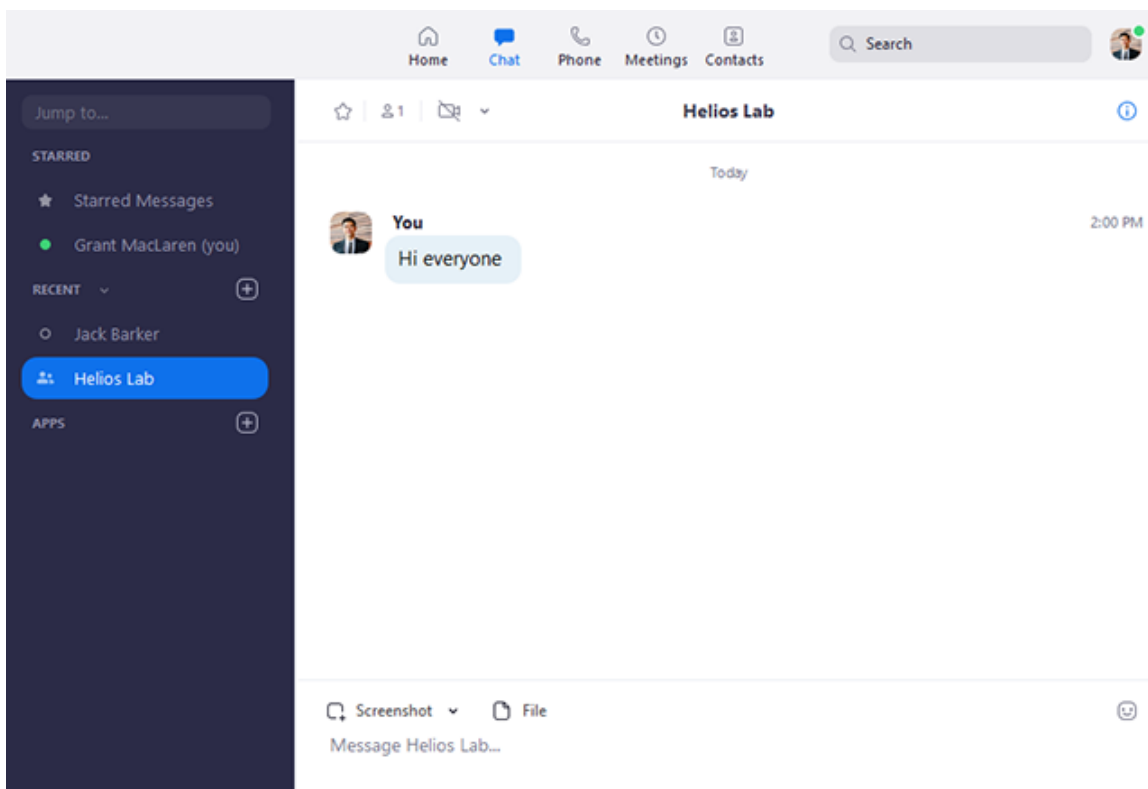 Home Chat Phone Meetings Contacts Search
Jump to...
STARRED
Starred Messages
Grant MacLaren (you)
RECENT
Jack Barker
Helios Lab
APPS
1 Helios Lab
Today
You 2:00 PM
Hi everyone
Screenshot File
Message Helios Lab...